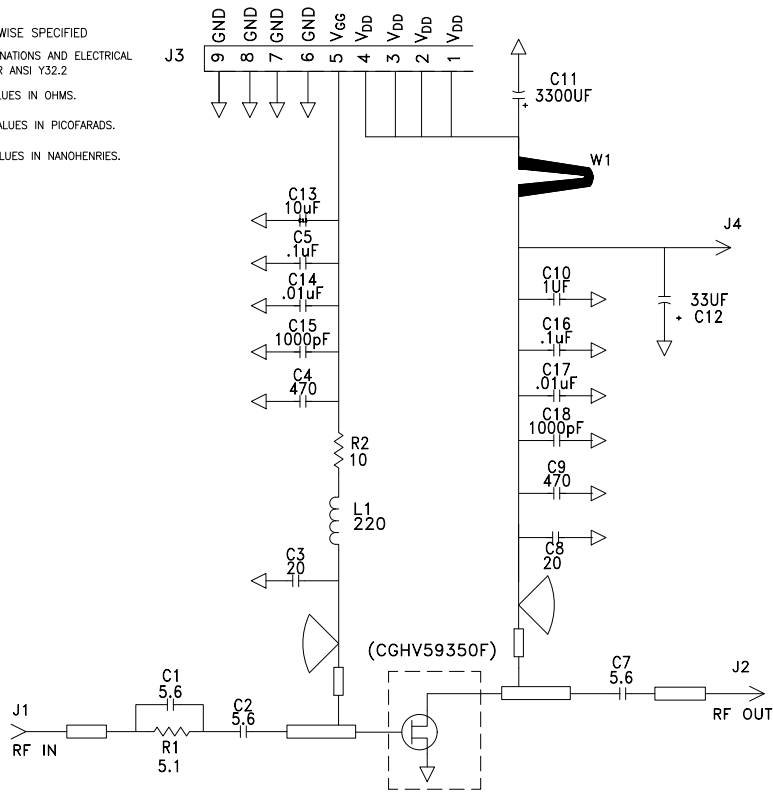 WISE SPECIFIED
NATIONS AND ELECTRICAL
R ANSI Y32.2
LUES IN OHMS.
ALUES IN PICOFARADS.
LUES IN NANOHENRIES.
J3
9 GND
8 GND
7 GND
6 GND
5 VGG
4 VDD
3 VDD
2 VDD
1 VDD
C11
3300UF
+
W1
J4
C13
10uF
C5
.1uF
C14
.01uF
C15
1000pF
C4
470
R2
10
L1
220
C3
20
C10
1UF
C16
.1uF
C17
.01uF
C18
1000pF
C9
470
C8
20
33UF
+ C12
(CGHV59350F)
J1
RF IN
C1
5.6
R1
5.1
C2
5.6
C7
5.6
J2
RF OUT